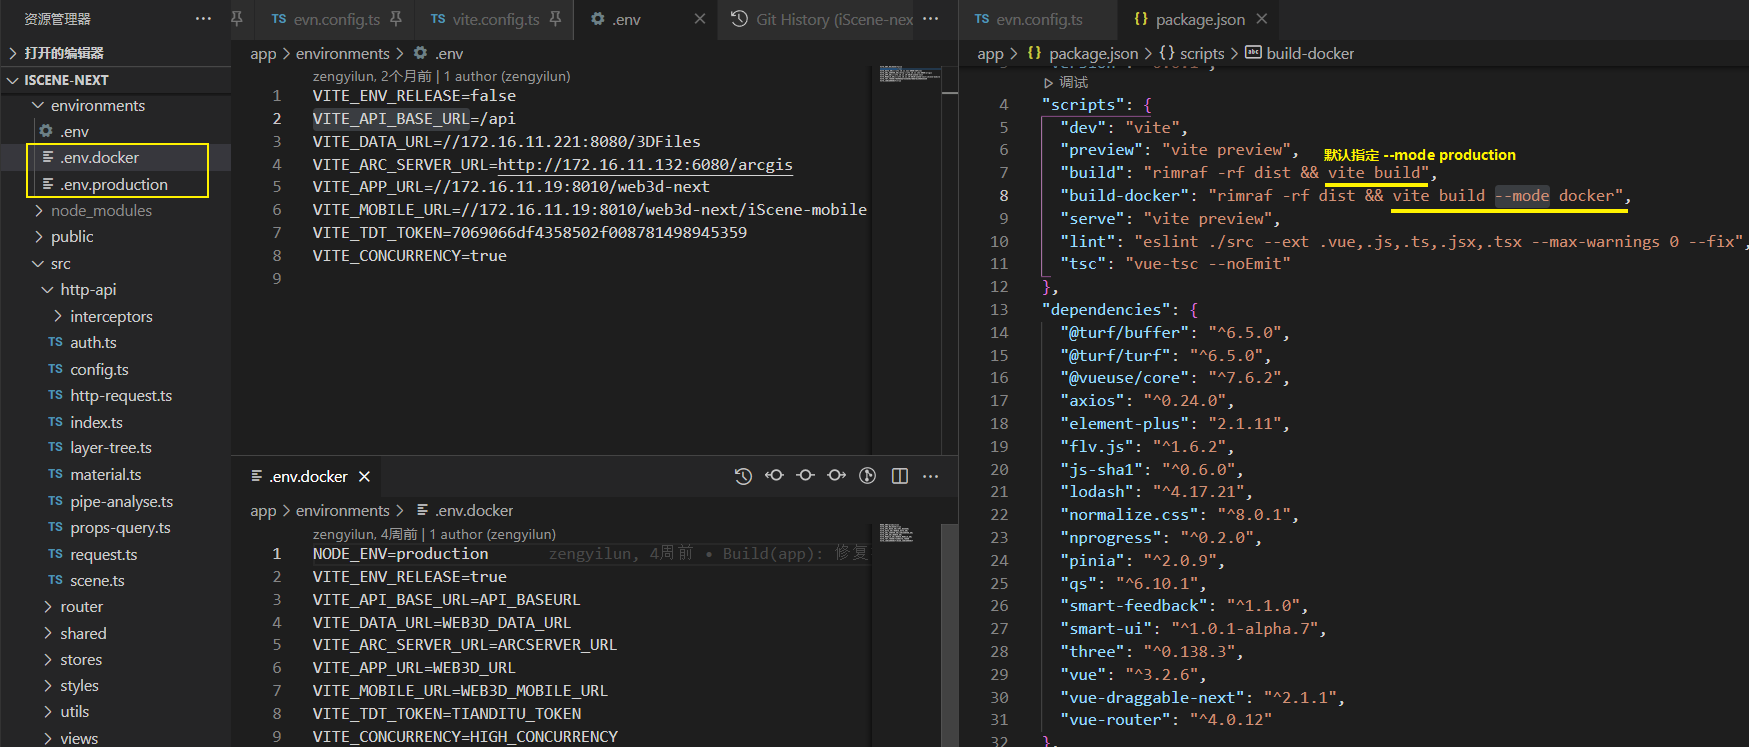 资源管理器 ···
打开的编辑器
ISCENE-NEXT
environments
.env
.env.docker
.env.production
node_modules
public
src
http-api
interceptors
TS auth.ts
TS config.ts
TS http-request.ts
TS index.ts
TS layer-tree.ts
TS material.ts
TS pipe-analyse.ts
TS props-query.ts
TS request.ts
TS scene.ts
router
shared
stores
styles
utils
views
TS evn.config.ts TS vite.config.ts .env Git History (iScene-nex ···
app > environments > .env
zengyilun, 2个月前 | 1 author (zengyilun)
1 VITE_ENV_RELEASE=false
2 VITE_API_BASE_URL=/api
3 VITE_DATA_URL=//172.16.11.221:8080/3DFiles
4 VITE_ARC_SERVER_URL=http://172.16.11.132:6080/arcgis
5 VITE_APP_URL=//172.16.11.19:8010/web3d-next
6 VITE_MOBILE_URL=//172.16.11.19:8010/web3d-next/iScene-mobile
7 VITE_TDT_TOKEN=7069066df4358502f008781498945359
8 VITE_CONCURRENCY=true
9
.env.docker
app > environments > .env.docker
zengyilun, 4周前 | 1 author (zengyilun)
1 NODE_ENV=production zengyilun, 4周前 • Build(app): 修复
2 VITE_ENV_RELEASE=true
3 VITE_API_BASE_URL=API_BASEURL
4 VITE_DATA_URL=WEB3D_DATA_URL
5 VITE_ARC_SERVER_URL=ARCSERVER_URL
6 VITE_APP_URL=WEB3D_URL
7 VITE_MOBILE_URL=WEB3D_MOBILE_URL
8 VITE_TDT_TOKEN=TIANDITU_TOKEN
9 VITE_CONCURRENCY=HIGH_CONCURRENCY
TS evn.config.ts {} package.json
app > {} package.json > {} scripts > abc build-docker
调试
4 "scripts": {
5 "dev": "vite",
6 "preview": "vite preview",
默认指定 --mode production
7 "build": "rimraf -rf dist && vite build",
8 "build-docker": "rimraf -rf dist && vite build --mode docker",
9 "serve": "vite preview",
10 "lint": "eslint ./src --ext .vue,.js,.ts,.jsx,.tsx --max-warnings 0 --fix",
11 "tsc": "vue-tsc --noEmit"
12 },
13 "dependencies": {
14 "@turf/buffer": "^6.5.0",
15 "@turf/turf": "^6.5.0",
16 "@vueuse/core": "^7.6.2",
17 "axios": "^0.24.0",
18 "element-plus": "2.1.11",
19 "flv.js": "^1.6.2",
20 "js-sha1": "^0.6.0",
21 "lodash": "^4.17.21",
22 "normalize.css": "^8.0.1",
23 "nprogress": "^0.2.0",
24 "pinia": "^2.0.9",
25 "qs": "^6.10.1",
26 "smart-feedback": "^1.1.0",
27 "smart-ui": "^1.0.1-alpha.7",
28 "three": "^0.138.3",
29 "vue": "^3.2.6",
30 "vue-draggable-next": "^2.1.1",
31 "vue-router": "^4.0.12"
32 },